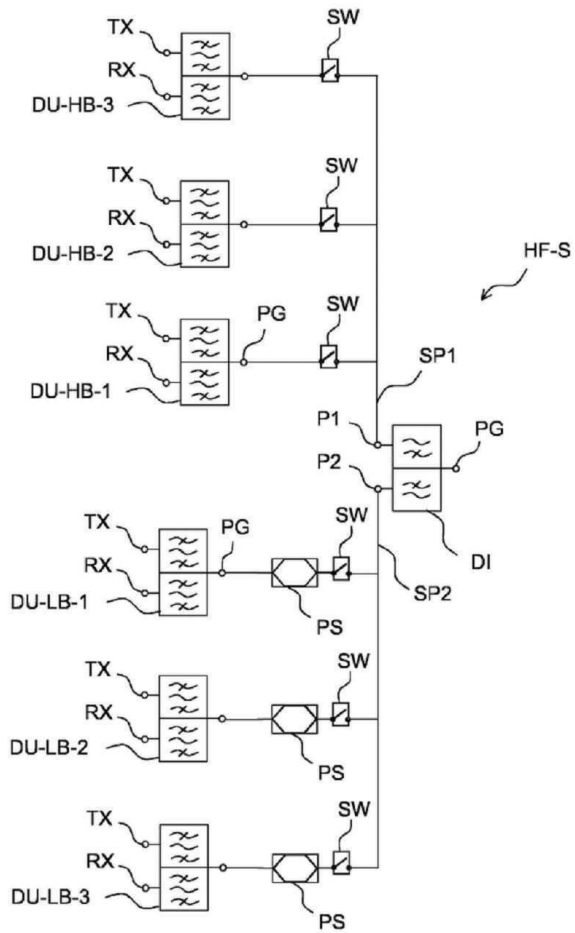 TX
SW
RX
DU-HB-3
TX
SW
RX
DU-HB-2
HF-S
TX
PG
SW
RX
SP1
DU-HB-1
P1
PG
P2
TX
PG
SW
DI
RX
SP2
DU-LB-1
PS
TX
SW
RX
DU-LB-2
PS
TX
SW
RX
DU-LB-3
PS